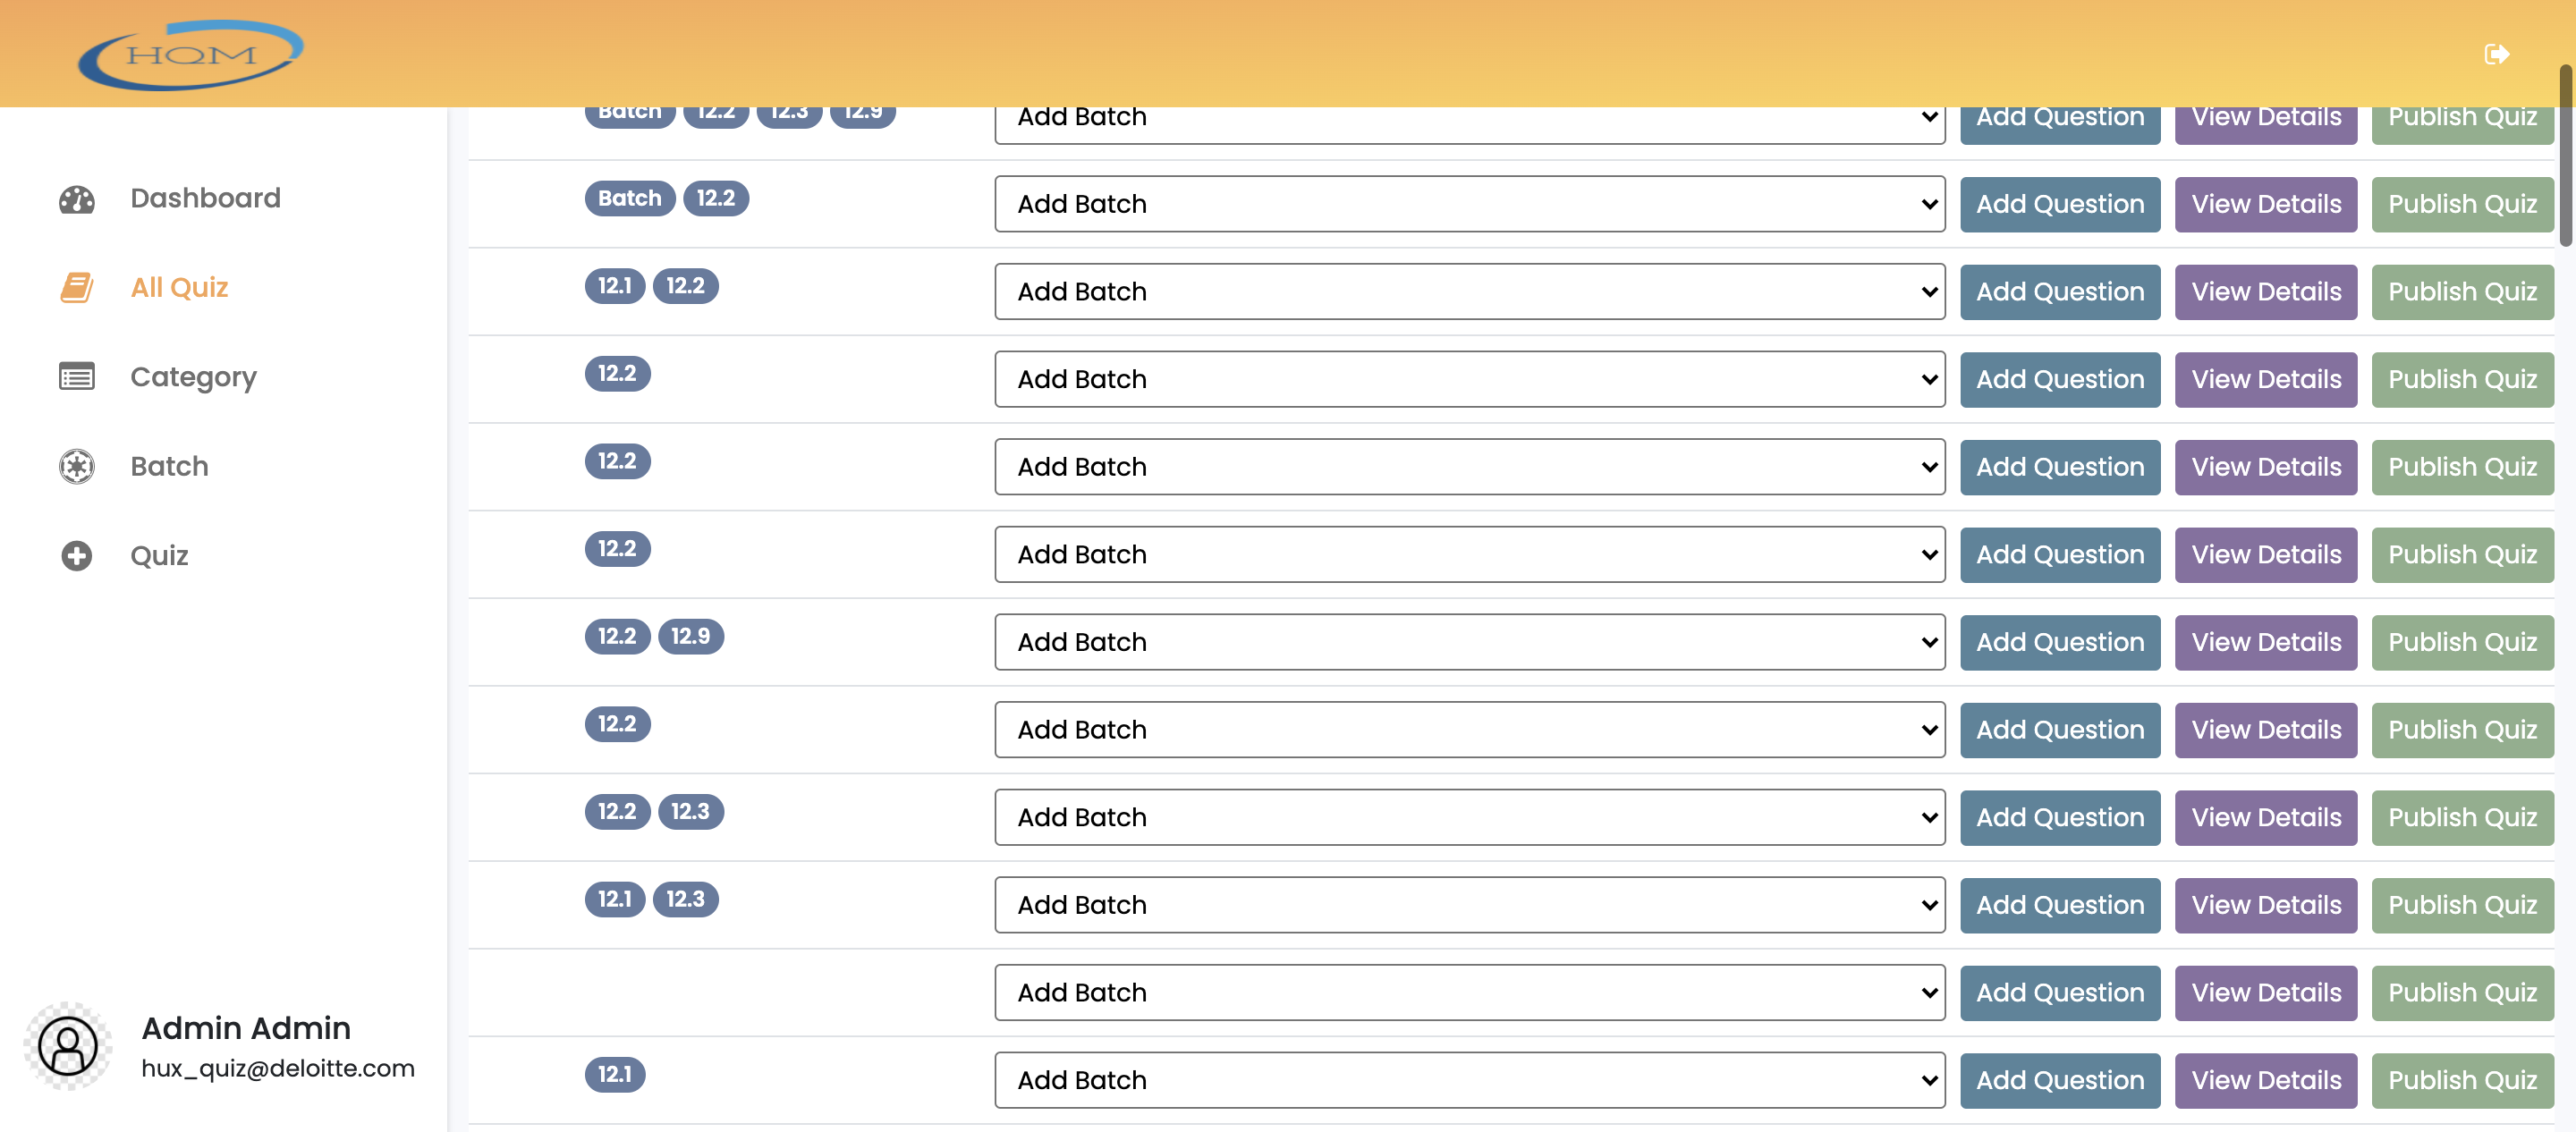 HQM
Batch 12.2 12.3 12.9 Add Batch Add Question View Details Publish Quiz
Dashboard
Batch 12.2 Add Batch Add Question View Details Publish Quiz
All Quiz
12.1 12.2 Add Batch Add Question View Details Publish Quiz
Category
12.2 Add Batch Add Question View Details Publish Quiz
Batch
12.2 Add Batch Add Question View Details Publish Quiz
Quiz
12.2 Add Batch Add Question View Details Publish Quiz
12.2 12.9 Add Batch Add Question View Details Publish Quiz
12.2 Add Batch Add Question View Details Publish Quiz
12.2 12.3 Add Batch Add Question View Details Publish Quiz
12.1 12.3 Add Batch Add Question View Details Publish Quiz
Add Batch Add Question View Details Publish Quiz
Admin Admin
hux_quiz@deloitte.com
12.1 Add Batch Add Question View Details Publish Quiz